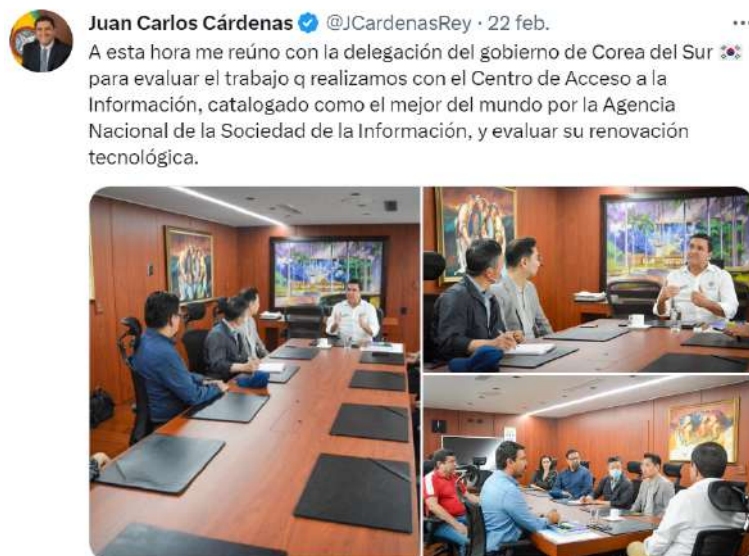 Juan Carlos Cárdenas @JCardenasRey · 22 feb.
A esta hora me reúno con la delegación del gobierno de Corea del Sur 🇰🇷
para evaluar el trabajo q realizamos con el Centro de Acceso a la
Información, catalogado como el mejor del mundo por la Agencia
Nacional de la Sociedad de la Información, y evaluar su renovación
tecnológica.